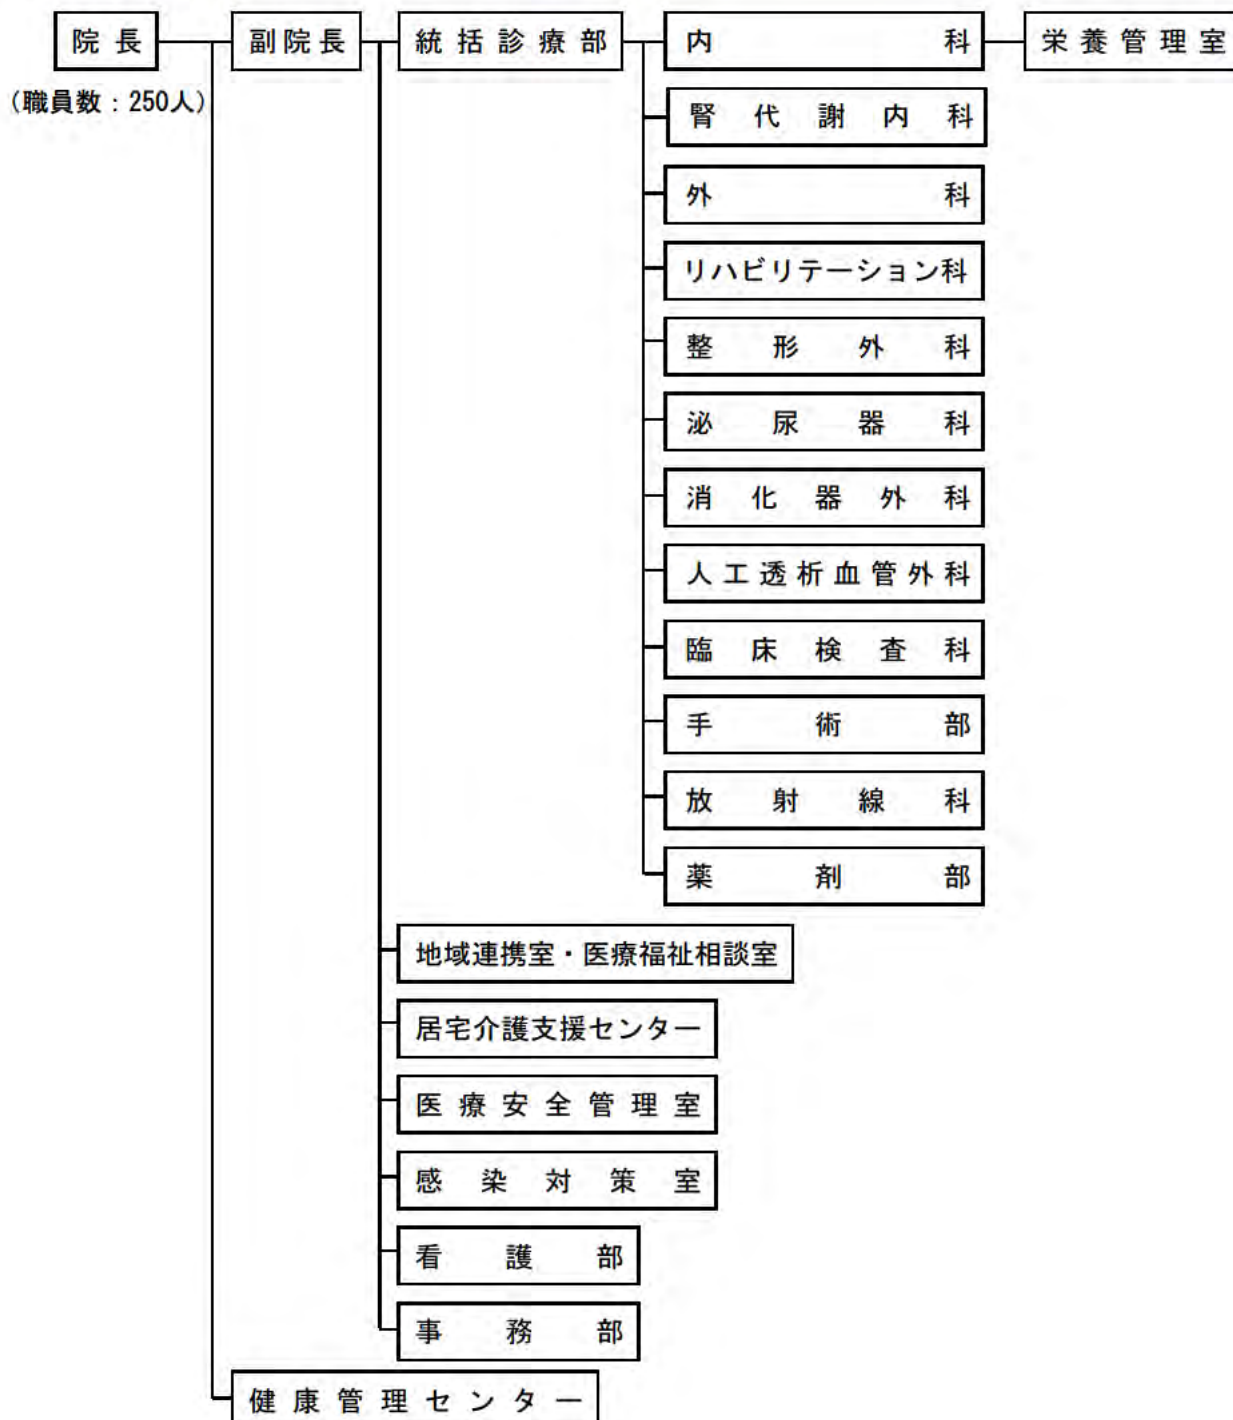 院長 副院長 統括診療部 内科 栄養管理室
(職員数：250人)
腎代謝内科
外科
リハビリテーション科
整形外科
泌尿器科
消化器外科
人工透析血管外科
臨床検査科
手術部
放射線科
薬剤部
地域連携室・医療福祉相談室
居宅介護支援センター
医療安全管理室
感染対策室
看護部
事務部
健康管理センター